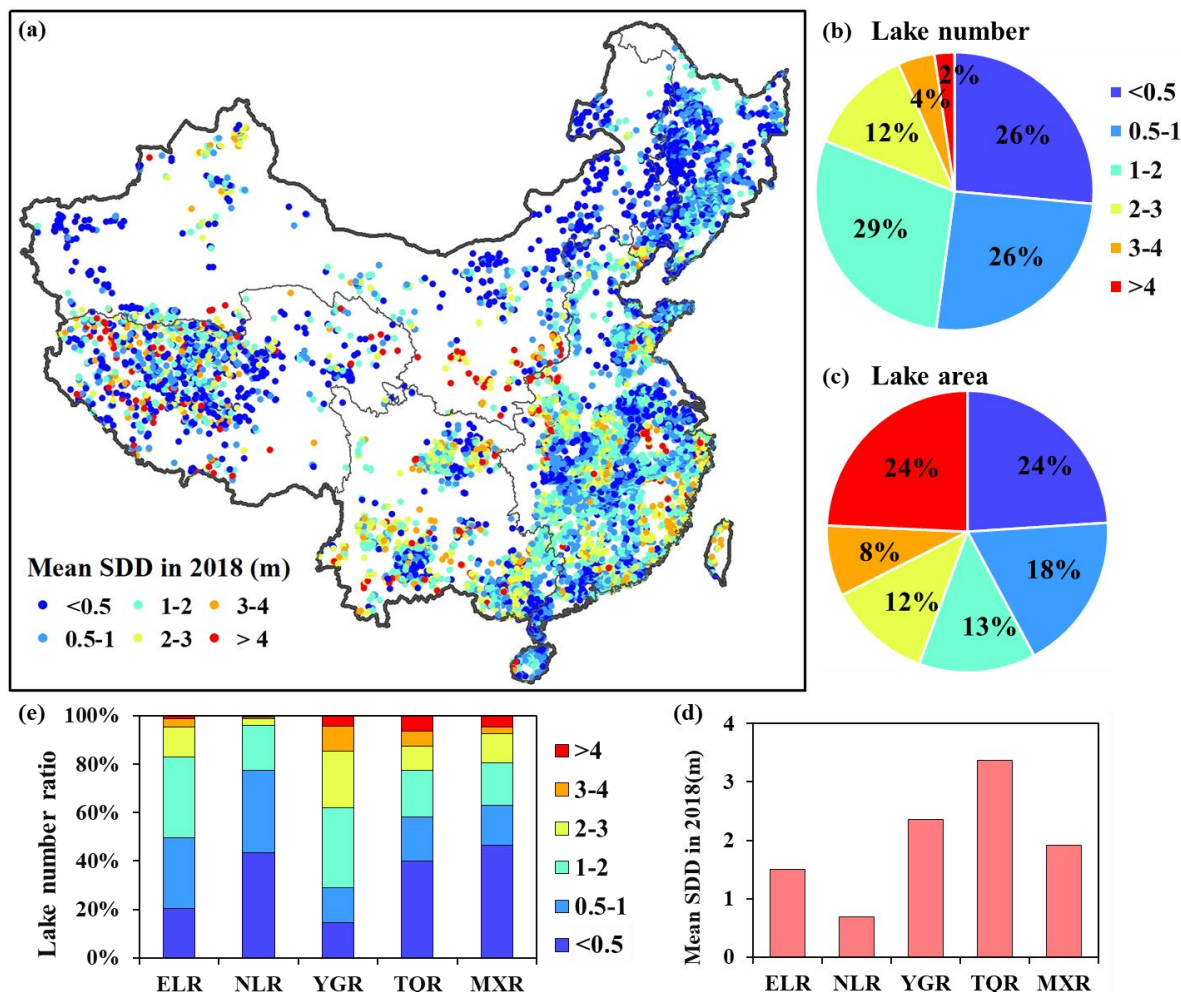 (a)
Mean SDD in 2018 (m)
<0.5 1-2 3-4
0.5-1 2-3 > 4
(b) Lake number
2%
4%
12%
26%
29%
26%
<0.5
0.5-1
1-2
2-3
3-4
>4
(c) Lake area
24%
24%
8%
18%
12%
13%
(e)
Lake number ratio
100%
80%
60%
40%
20%
0%
ELR NLR YGR TQR MXR
>4
3-4
2-3
1-2
0.5-1
<0.5
(d)
Mean SDD in 2018(m)
4
3
2
1
0
ELR NLR YGR TQR MXR